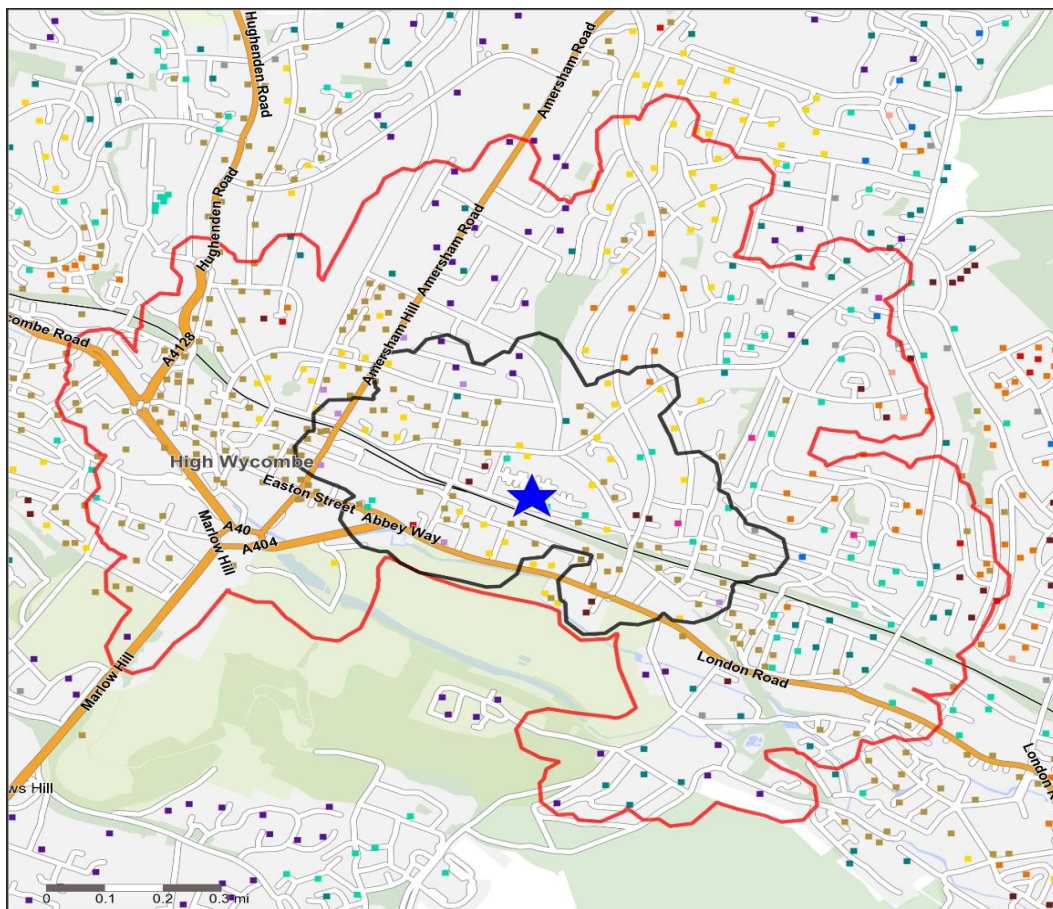 Hughenden Road
Amersham Road
Hughenden Road
Amersham Road
combe Road
A4128
Amersham Hill
High Wycombe
Easton Street
Abbey Way
A40
A404
Marlow Hill
Marlow Hill
London Road
London R
ws Hill
0 0.1 0.2 0.3 mi